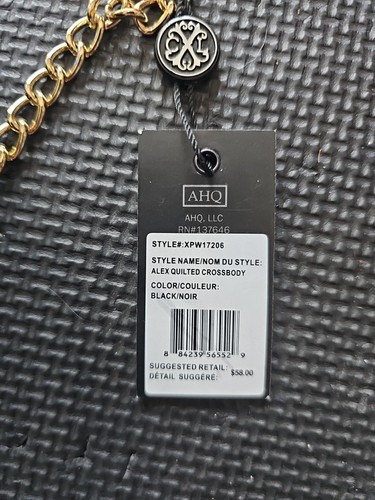 CXL
AHQ
AHQ, LLC
RN#137646
STYLE#:XPW17206
STYLE NAME/NOM DU STYLE:
ALEX QUILTED CROSSBODY
COLOR/COULEUR:
BLACK/NOIR
8 84239 56552 9
SUGGESTED RETAIL:
DÉTAIL SUGGÉRÉ: $58.00